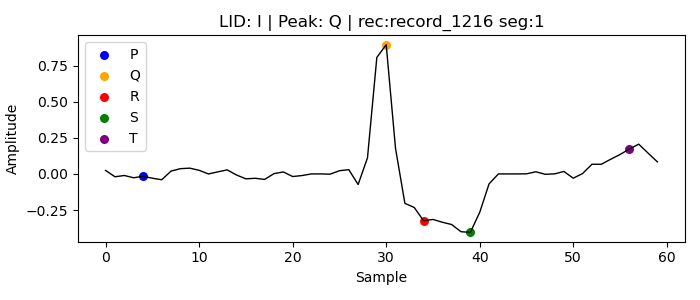 LID: I | Peak: Q | rec:record_1216 seg:1
P
Q
R
S
T
0.75
0.50
0.25
0.00
−0.25
Amplitude
0 10 20 30 40 50 60
Sample